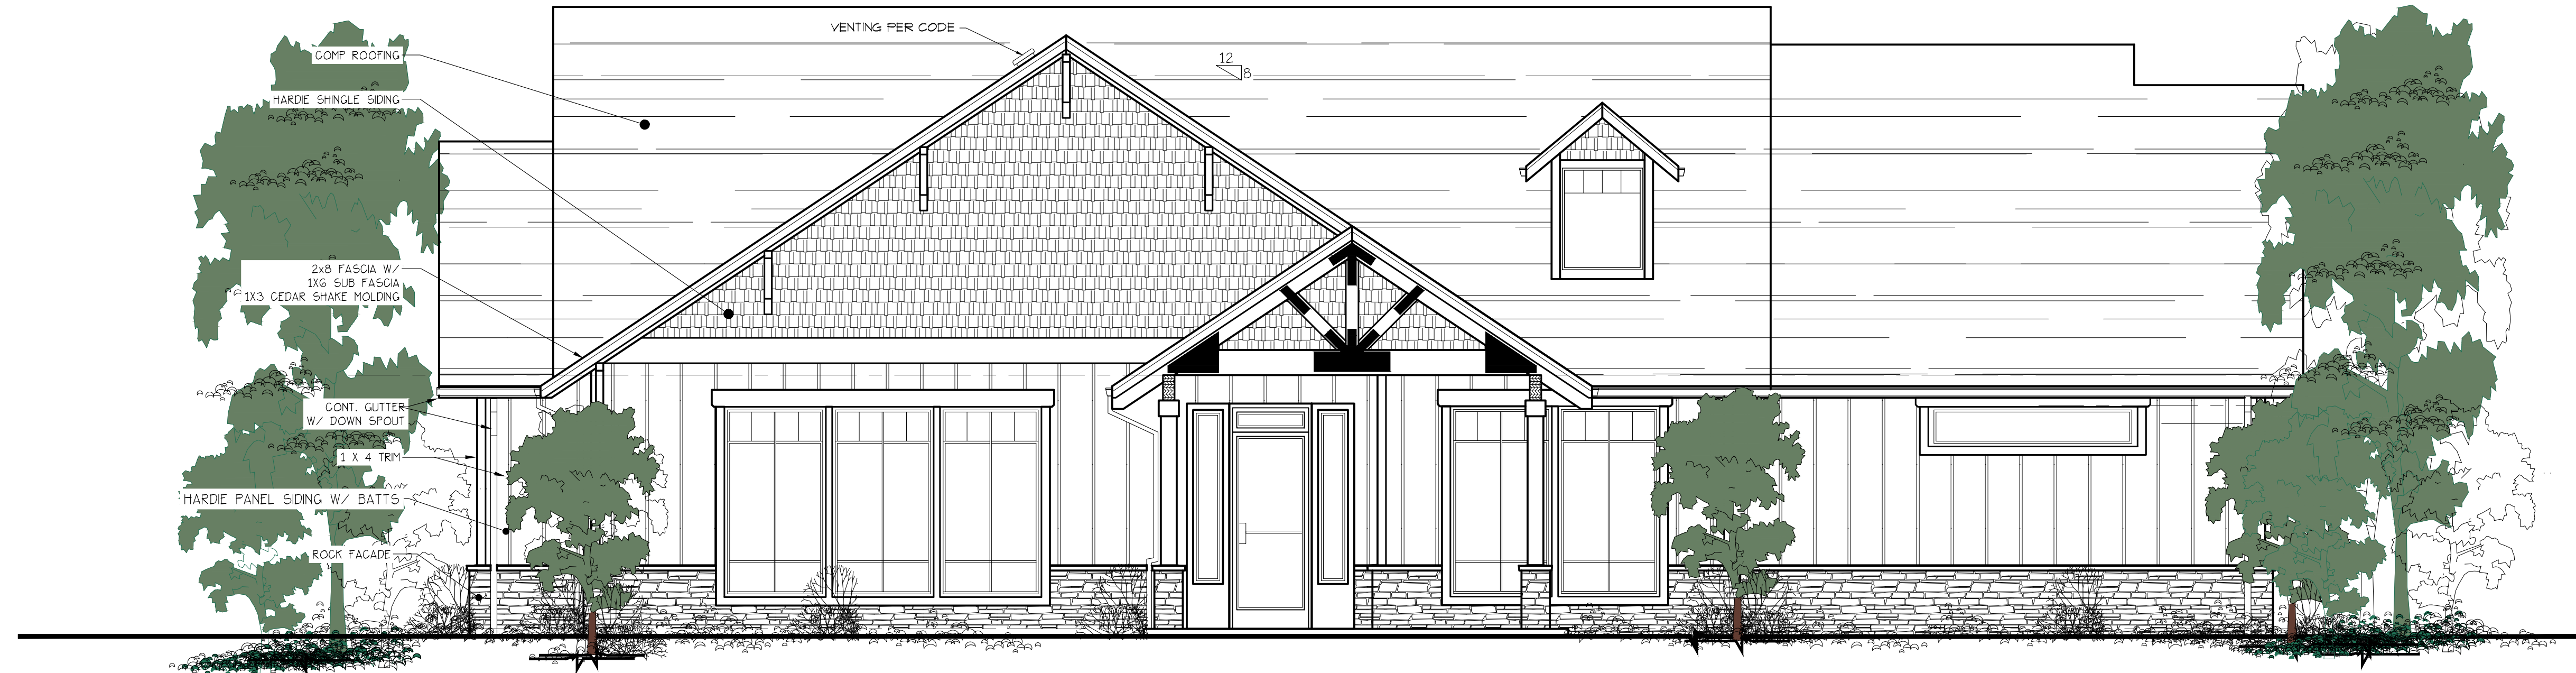 VENTING PER CODE
COMP ROOFING
12
8
HARDIE SHINGLE SIDING
2x8 FASCIA W/
1X6 SUB FASCIA
1X3 CEDAR SHAKE MOLDING
CONT. GUTTER
W/ DOWN SPOUT
1 X 4 TRIM
HARDIE PANEL SIDING W/ BATTS
ROCK FACADE